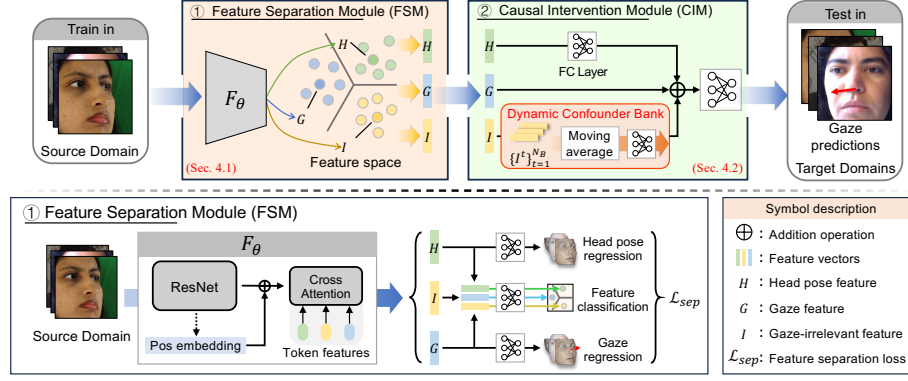 Train in
Source Domain
① Feature Separation Module (FSM)
F_θ
H
G
I
Feature space
H
G
I
(Sec. 4.1)
② Causal Intervention Module (CIM)
H
G
I
FC Layer
Dynamic Confounder Bank
{I^t}_{t=1}^{N_B}
Moving
average
(Sec. 4.2)
Test in
Gaze
predictions
Target Domains
① Feature Separation Module (FSM)
Source Domain
F_θ
ResNet
Pos embedding
Cross
Attention
Token features
H
I
G
Head pose
regression
Feature
classification
Gaze
regression
ℒ_sep
Symbol description
⊕ : Addition operation
: Feature vectors
H : Head pose feature
G : Gaze feature
I : Gaze-irrelevant feature
ℒ_sep: Feature separation loss